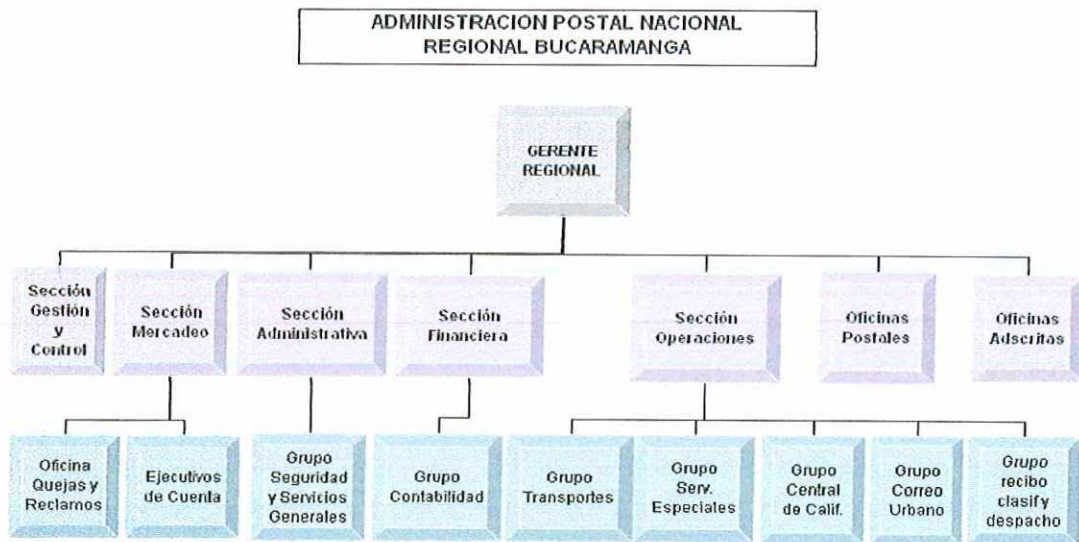 ADMINISTRACION POSTAL NACIONAL
REGIONAL BUCARAMANGA
GERENTE
REGIONAL
Sección
Gestión
y
Control
Sección
Mercadeo
Sección
Administrativa
Sección
Financiera
Sección
Operaciones
Oficinas
Postales
Oficinas
Adscritas
Oficina
Quejas y
Reclamos
Ejecutivos
de Cuenta
Grupo
Seguridad
y Servicios
Generales
Grupo
Contabilidad
Grupo
Transportes
Grupo
Serv.
Especiales
Grupo
Central
de Calif.
Grupo
Correo
Urbano
Grupo
recibo
clasif y
despacho